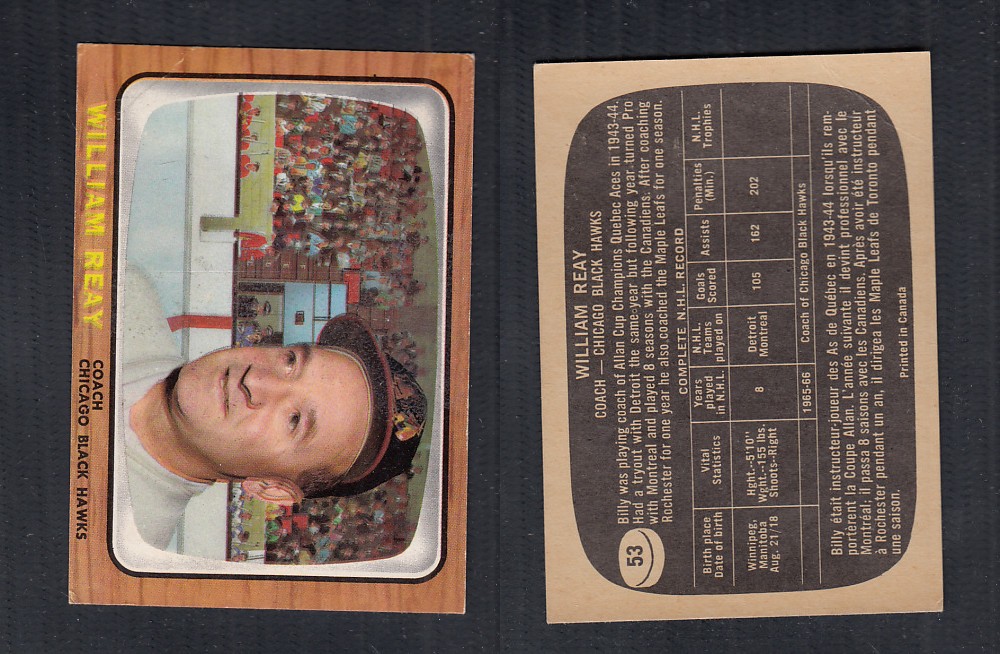 WILLIAM REAY
COACH
CHICAGO BLACK HAWKS
53
WILLIAM REAY
COACH — CHICAGO BLACK HAWKS
Billy was playing coach of Allan Cup Champions Quebec Aces in 1943-44.
Had a tryout with Detroit the same year but following year turned Pro
with Montreal and played 8 seasons with the Canadiens. After coaching
Rochester for one year he also coached the Maple Leafs for one season.
COMPLETE N.H.L. RECORD
Birth place
Date of birth
Vital
Statistics
Years
played
in N.H.L.
N.H.L.
Teams
played on
Goals
Scored
Assists
Penalties
(Min.)
N.H.L.
Trophies
Winnipeg,
Manitoba
Aug. 21/18
Hght.--5'10"
Wght.--155 lbs.
Shoots--Right
8
Detroit
Montreal
105
162
202
1965-66
Coach of Chicago Black Hawks
Billy était instructeur-joueur des As de Québec en 1943-44 lorsqu'ils rem-
portèrent la Coupe Allan. L'année suivante il devint professionnel avec le
Montréal; il passa 8 saisons avec les Canadiens. Après avoir été instructeur
à Rochester pendant un an, il dirigea les Maple Leafs de Toronto pendant
une saison.
Printed in Canada